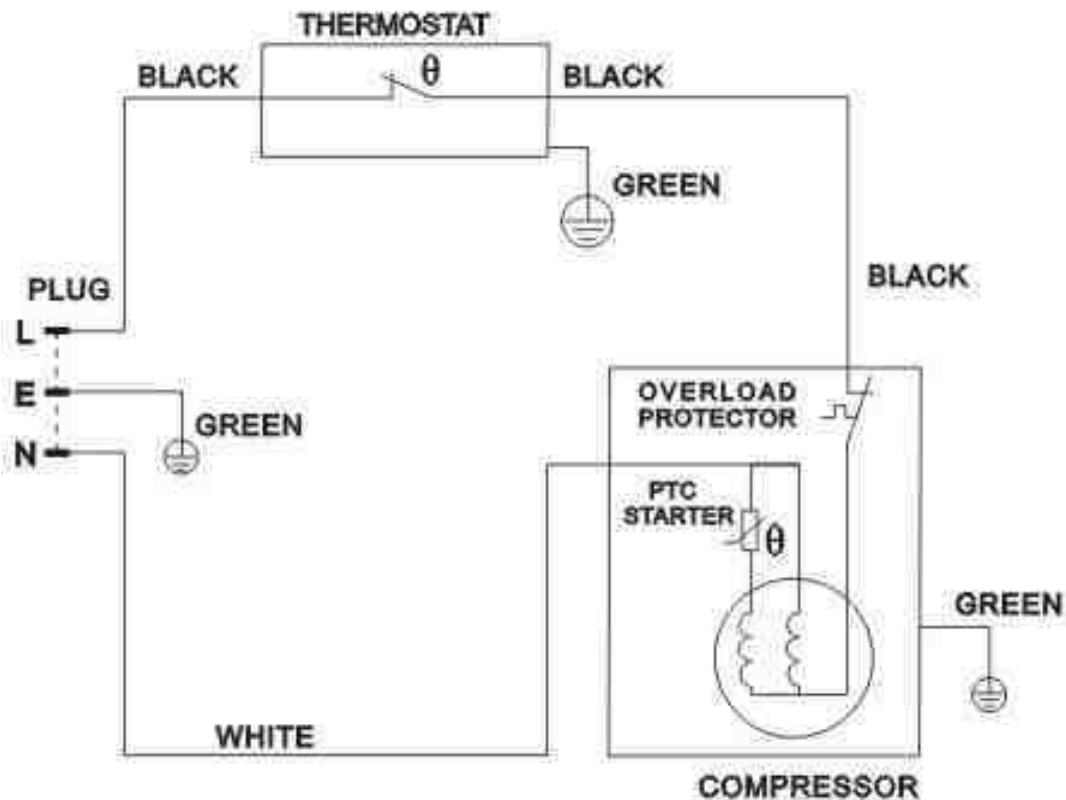 THERMOSTAT
BLACK
θ
BLACK
GREEN
BLACK
PLUG
L
E
GREEN
N
OVERLOAD
PROTECTOR
PTC
STARTER
θ
GREEN
WHITE
COMPRESSOR